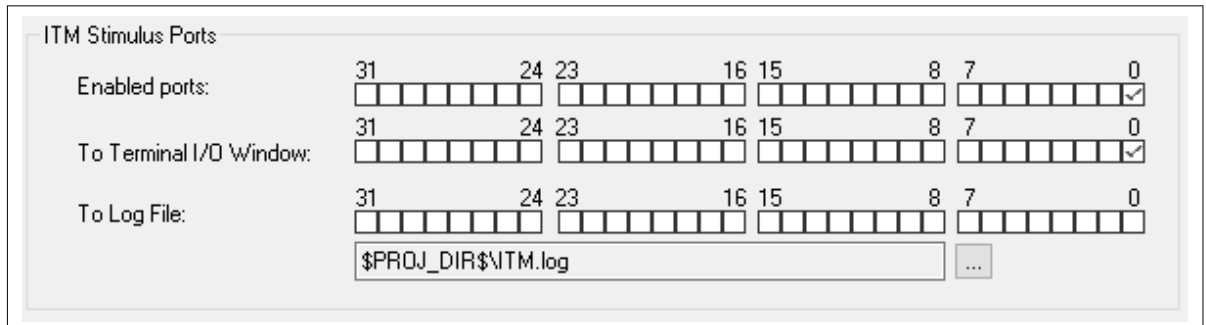 ITM Stimulus Ports
31 24 23 16 15 8 7 0
Enabled ports:
31 24 23 16 15 8 7 0
To Terminal I/O Window:
31 24 23 16 15 8 7 0
To Log File:
$PROJ_DIR$\ITM.log
...